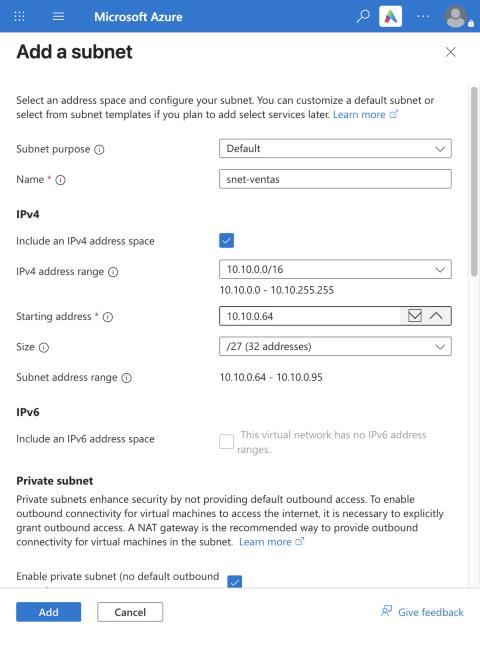 Microsoft Azure
Add a subnet
Select an address space and configure your subnet. You can customize a default subnet or
select from subnet templates if you plan to add select services later. Learn more
Subnet purpose
Default
Name *
snet-ventas
IPv4
Include an IPv4 address space
IPv4 address range
10.10.0.0/16
10.10.0.0 - 10.10.255.255
Starting address *
10.10.0.64
Size
/27 (32 addresses)
Subnet address range
10.10.0.64 - 10.10.0.95
IPv6
Include an IPv6 address space
This virtual network has no IPv6 address
ranges.
Private subnet
Private subnets enhance security by not providing default outbound access. To enable
outbound connectivity for virtual machines to access the internet, it is necessary to explicitly
grant outbound access. A NAT gateway is the recommended way to provide outbound
connectivity for virtual machines in the subnet. Learn more
Enable private subnet (no default outbound
Add
Cancel
Give feedback